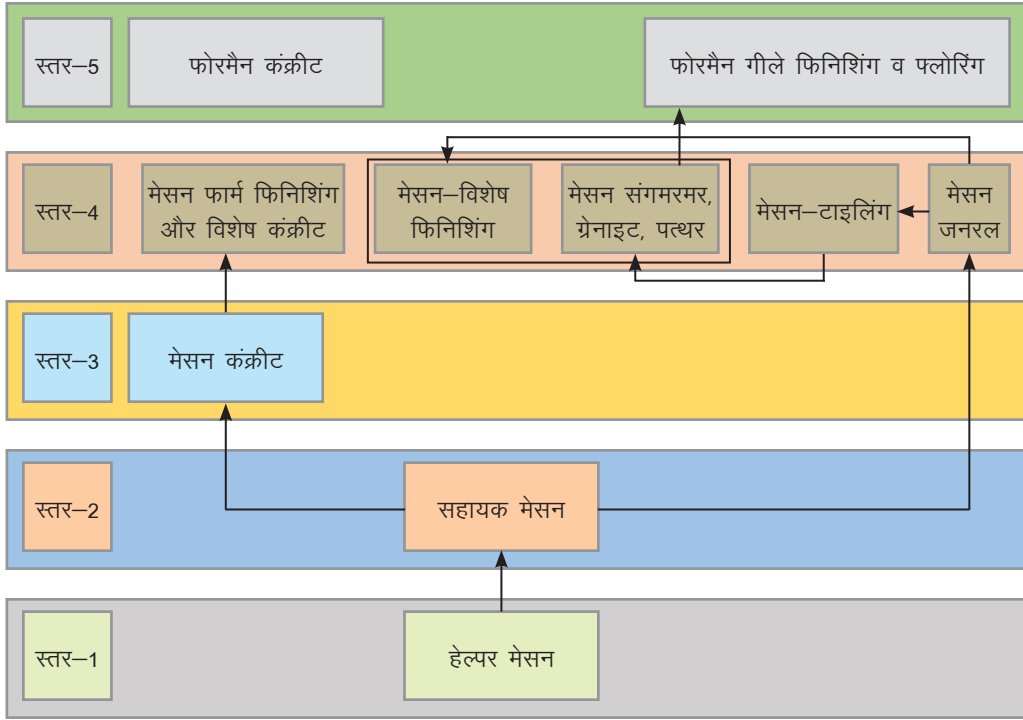 स्तर–5
फोरमैन कंक्रीट
फोरमैन गीले फिनिशिंग व फ्लोरिंग
स्तर–4
मेसन फार्म फिनिशिंग
और विशेष कंक्रीट
मेसन–विशेष
फिनिशिंग
मेसन संगमरमर,
ग्रेनाइट, पत्थर
मेसन–टाइलिंग
मेसन
जनरल
स्तर–3
मेसन कंक्रीट
स्तर–2
सहायक मेसन
स्तर–1
हेल्पर मेसन